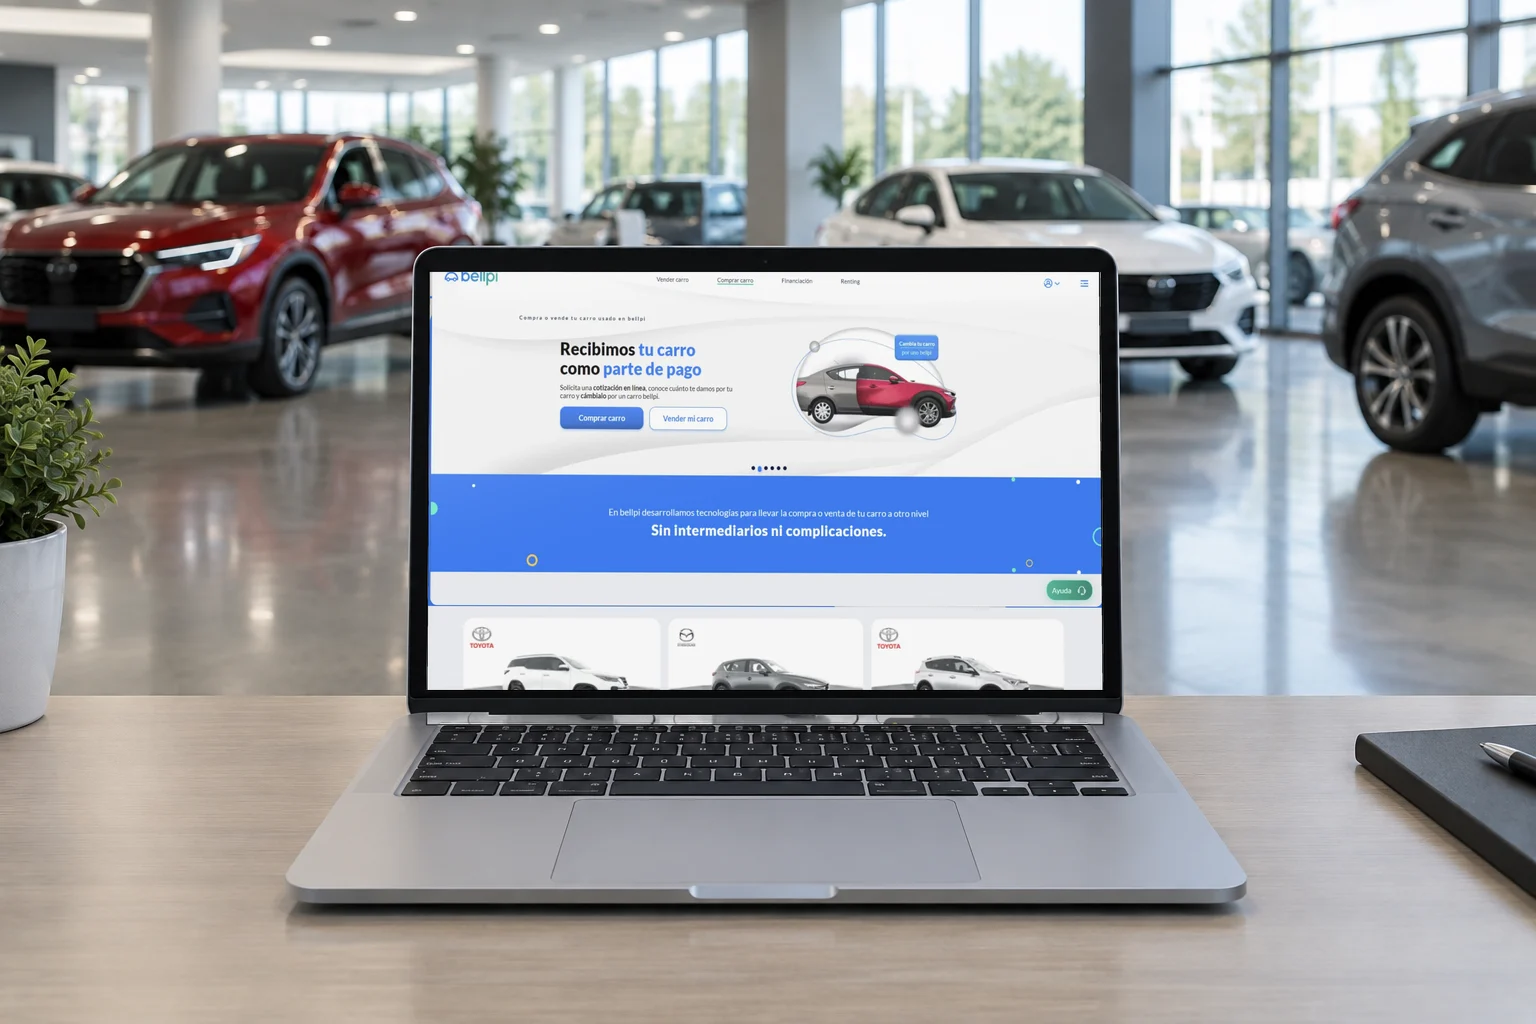 bellpi
Vender carro
Comprar carro
Financiación
Renting
Compra o vende tu carro usado en bellpi
Recibimos tu carro
como parte de pago
Solicita una cotización en línea, conoce cuánto te damos por tu
carro y cámbialo por un carro bellpi.
Comprar carro
Vender mi carro
Cambia tu carro
por uno bellpi
En bellpi desarrollamos tecnologías para llevar la compra o venta de tu carro a otro nivel
Sin intermediarios ni complicaciones.
Ayuda
TOYOTA
TOYOTA